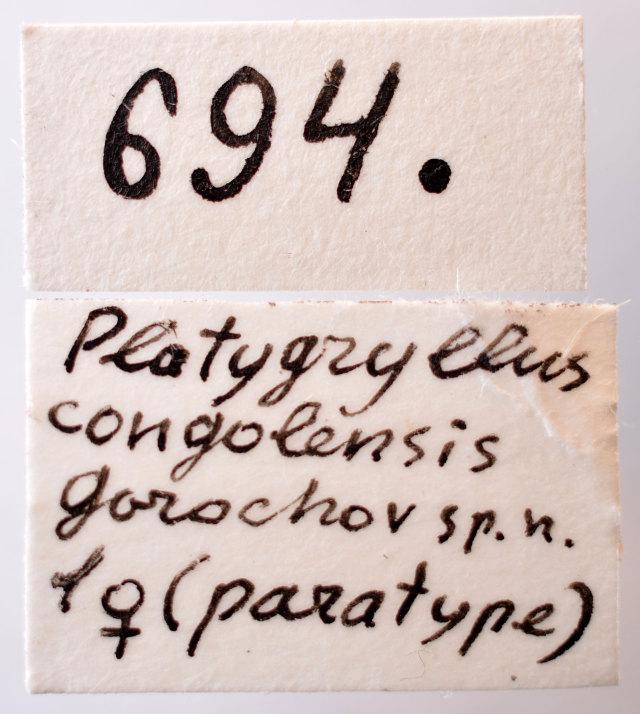 694.
Platygryllus
congolensis
gorochov sp. n.
1♀ (paratype)